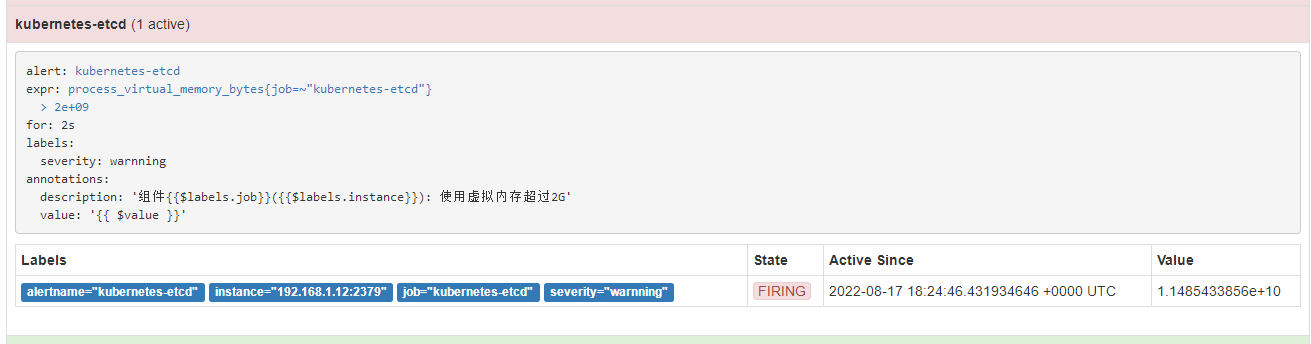 kubernetes-etcd (1 active)
alert: kubernetes-etcd
expr: process_virtual_memory_bytes{job=~"kubernetes-etcd"}
  > 2e+09
for: 2s
labels:
  severity: warnning
annotations:
  description: '组件{{$labels.job}}({{$labels.instance}}): 使用虚拟内存超过2G'
  value: '{{ $value }}'
Labels State Active Since Value
alertname="kubernetes-etcd" instance="192.168.1.12:2379" job="kubernetes-etcd" severity="warnning" FIRING 2022-08-17 18:24:46.431934646 +0000 UTC 1.1485433856e+10